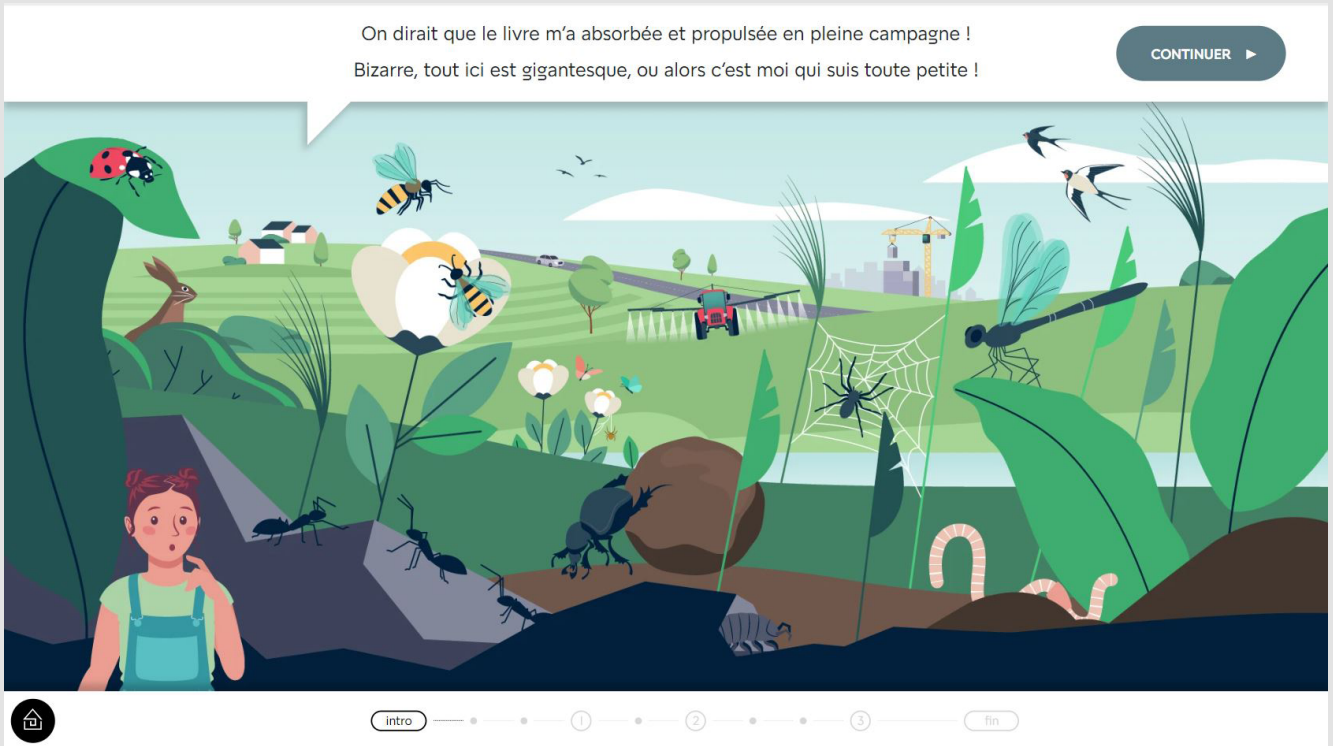 On dirait que le livre m’a absorbée et propulsée en pleine campagne !
Bizarre, tout ici est gigantesque, ou alors c’est moi qui suis toute petite !
CONTINUER
intro
1
2
3
fin